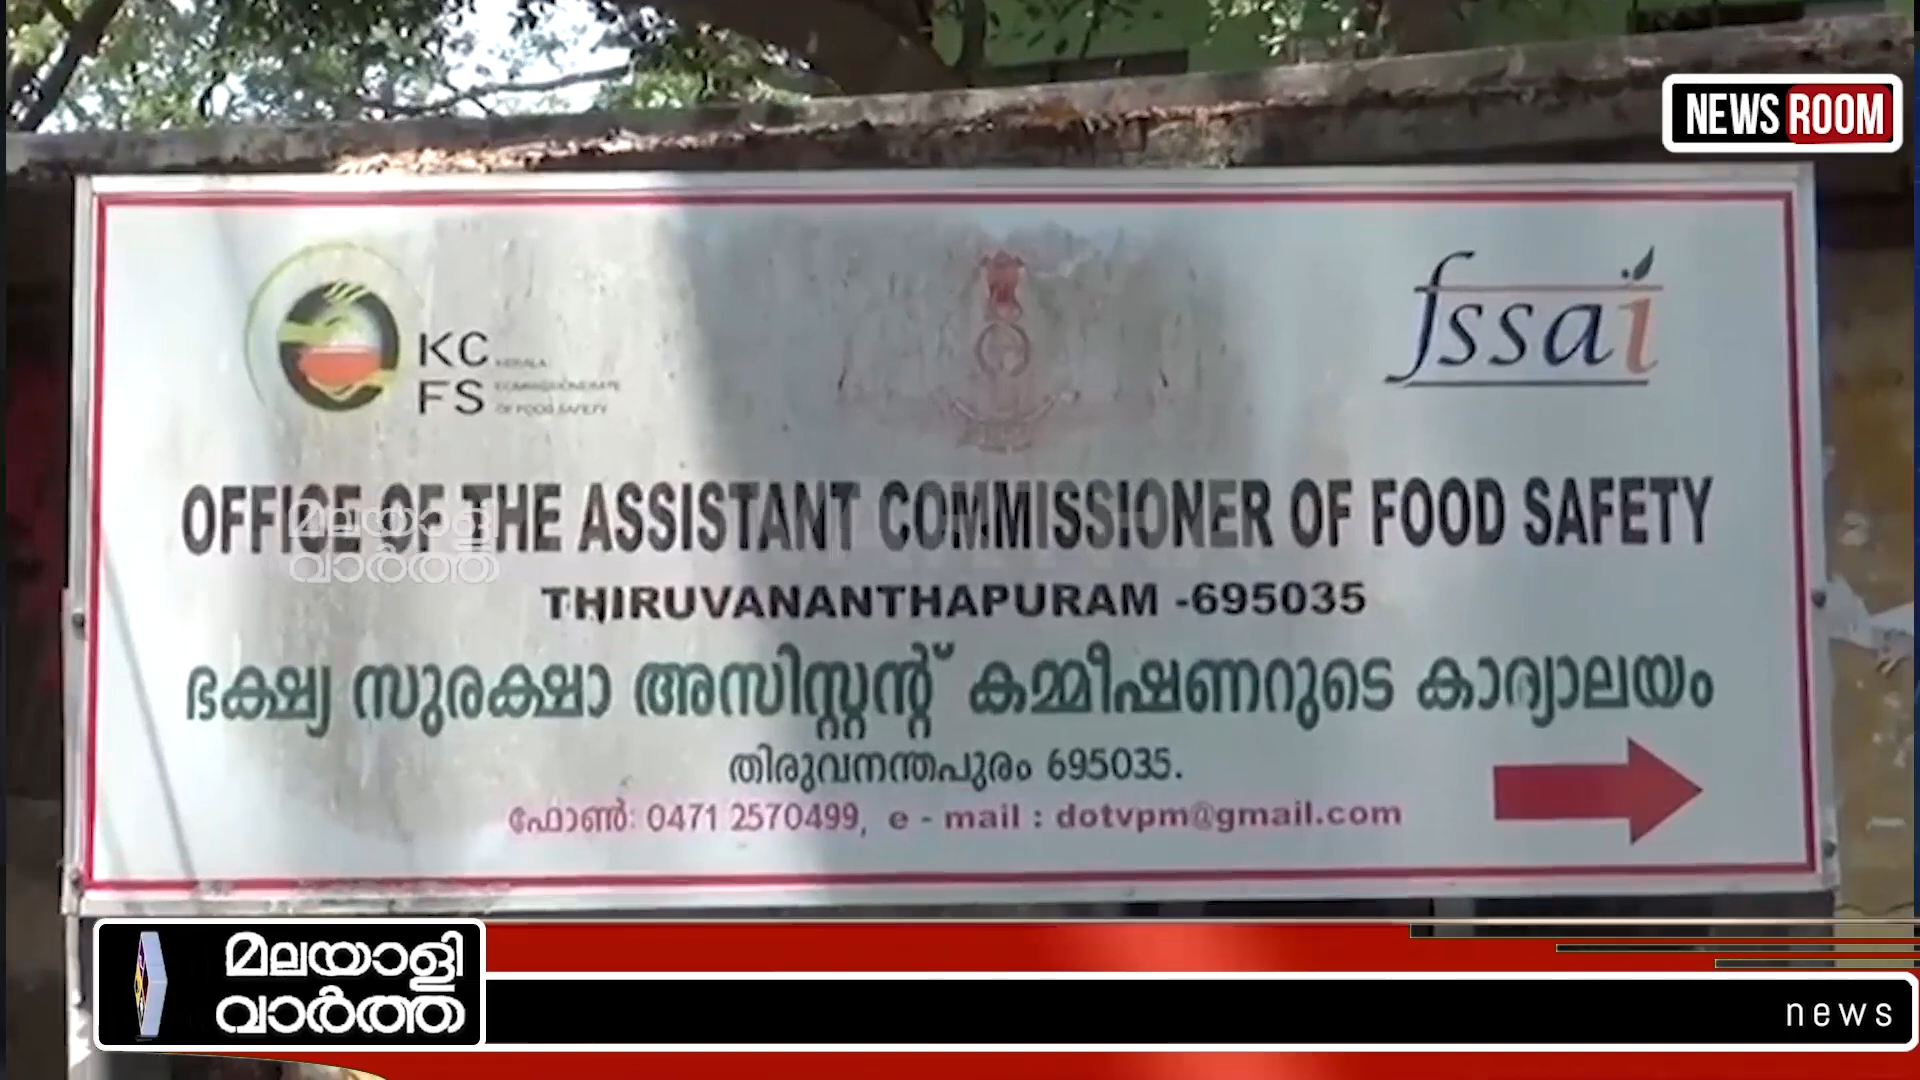 NEWS ROOM
KC KERALA
FS COMMISSIONERATE
OF FOOD SAFETY
fssai
OFFICE OF THE ASSISTANT COMMISSIONER OF FOOD SAFETY
മലയാളി
വാർത്ത
THIRUVANANTHAPURAM -695035
ഭക്ഷ്യ സുരക്ഷാ അസിസ്റ്റന്റ് കമ്മീഷണറുടെ കാര്യാലയം
തിരുവനന്തപുരം 695035.
ഫോൺ: 0471 2570499, e - mail : dotvpm@gmail.com
മലയാളി
വാർത്ത
news